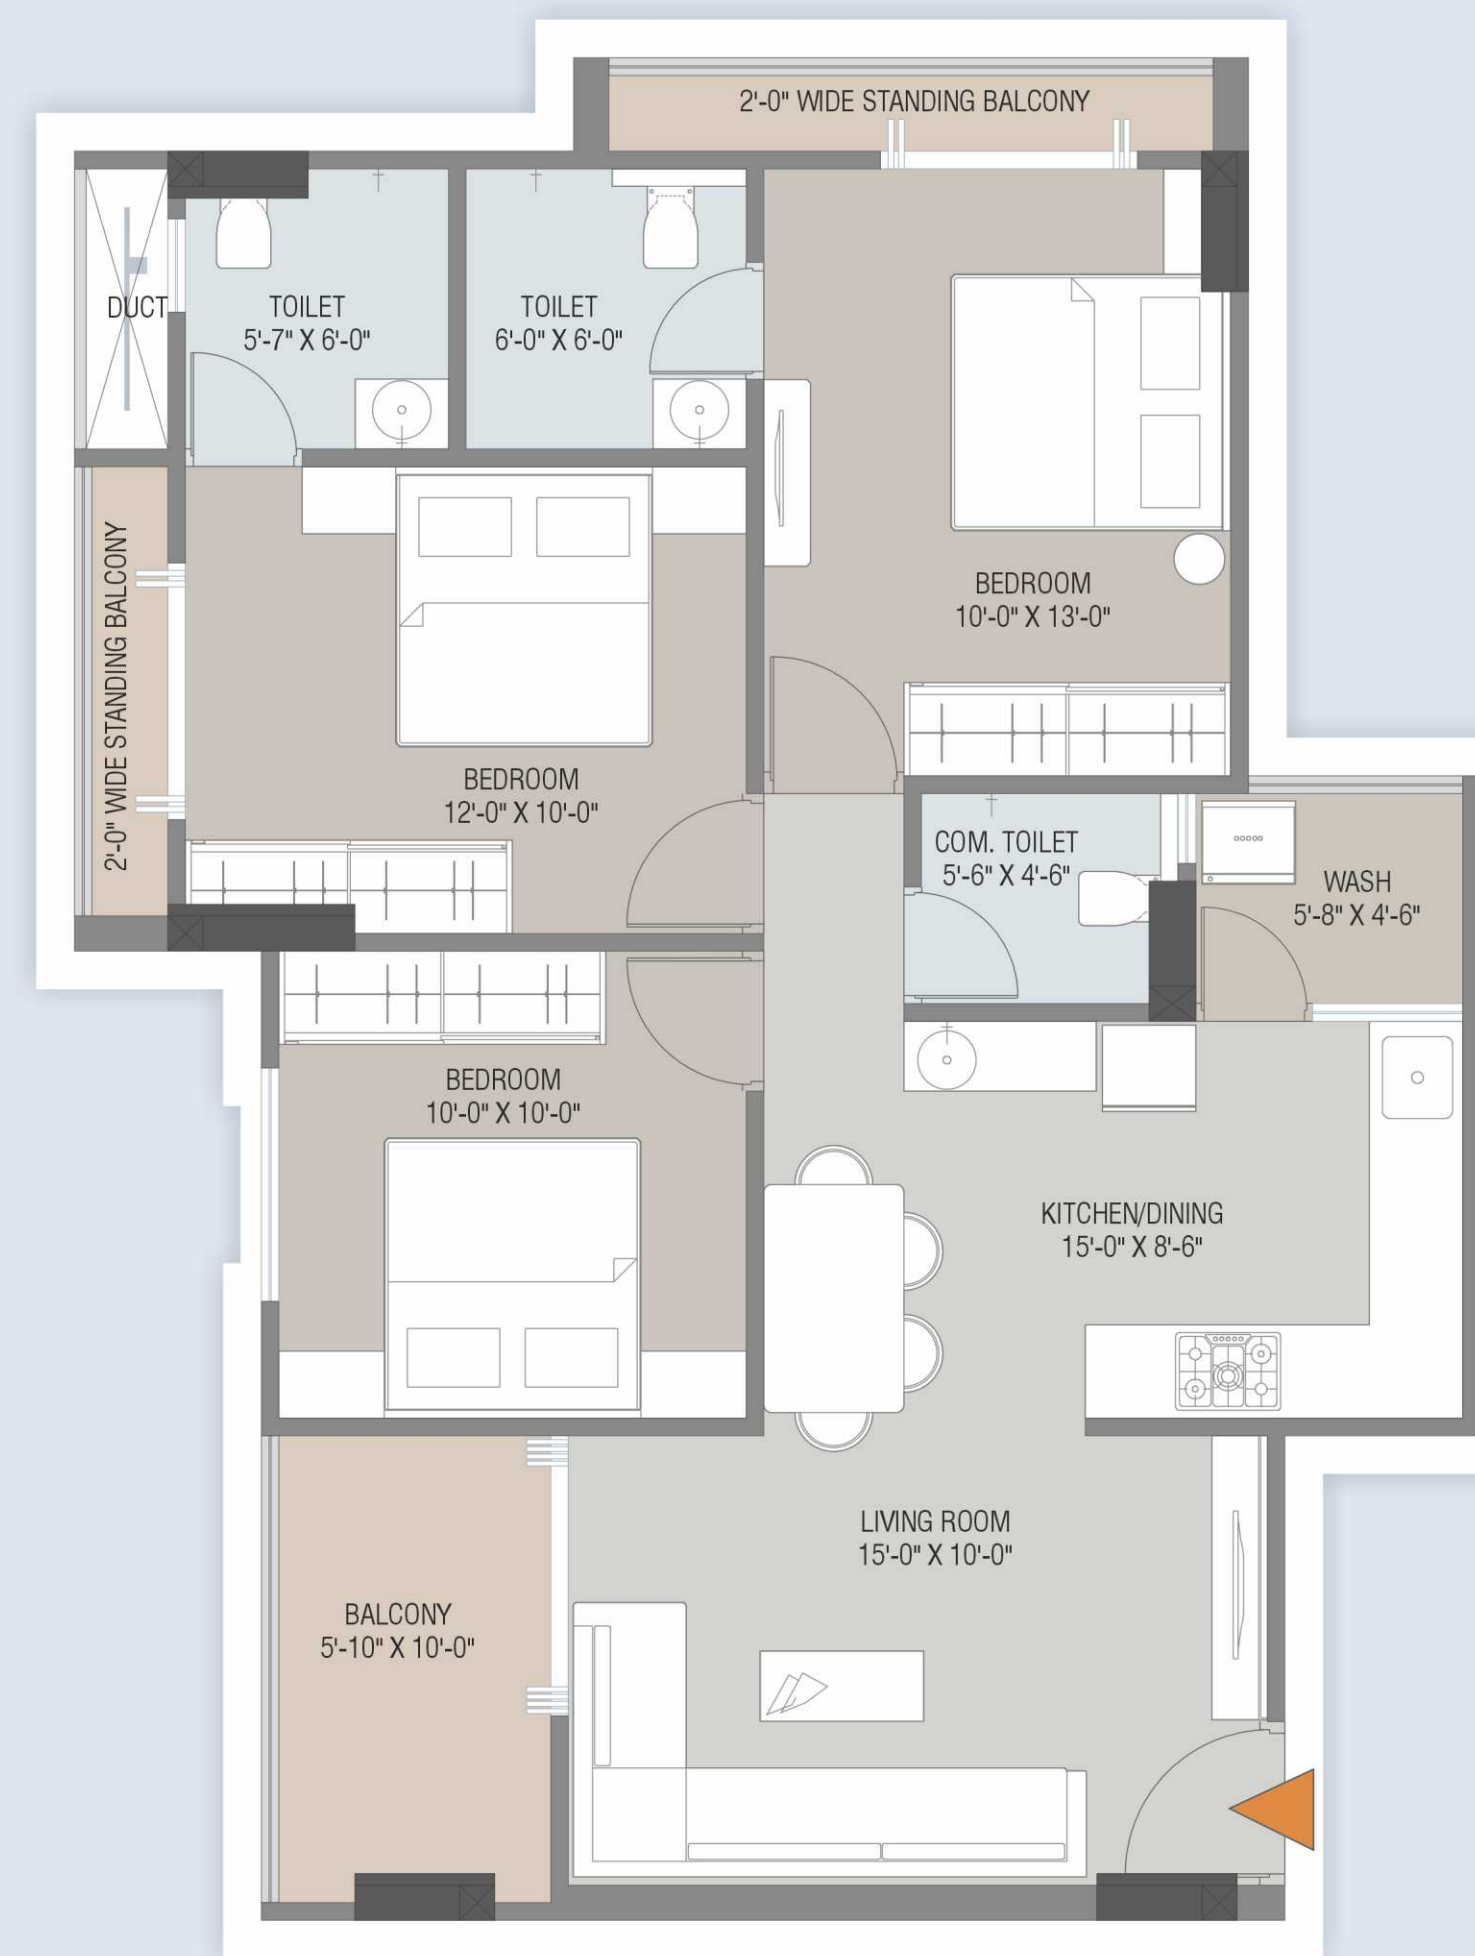 2'-0" WIDE STANDING BALCONY
DUCT
TOILET
5'-7" X 6'-0"
TOILET
6'-0" X 6'-0"
BEDROOM
10'-0" X 13'-0"
2'-0" WIDE STANDING BALCONY
BEDROOM
12'-0" X 10'-0"
COM. TOILET
5'-6" X 4'-6"
WASH
5'-8" X 4'-6"
BEDROOM
10'-0" X 10'-0"
KITCHEN/DINING
15'-0" X 8'-6"
LIVING ROOM
15'-0" X 10'-0"
BALCONY
5'-10" X 10'-0"